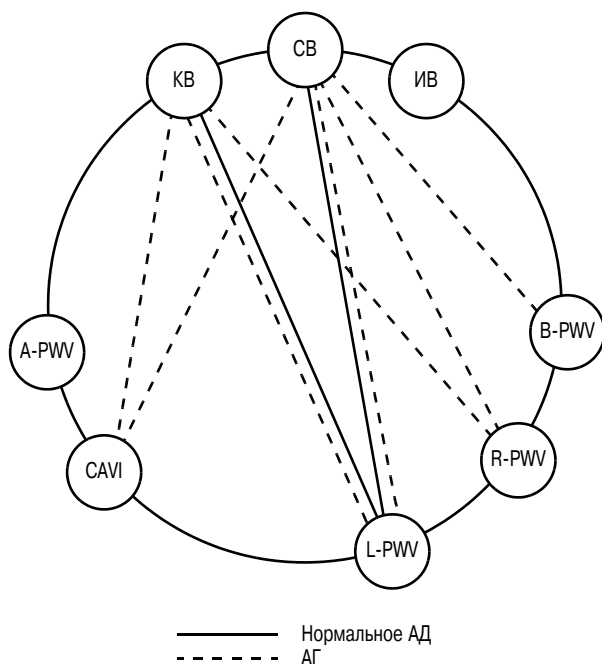 СВ
КВ
ИВ
A-PWV
B-PWV
CAVI
R-PWV
L-PWV
Нормальное АД
АГ